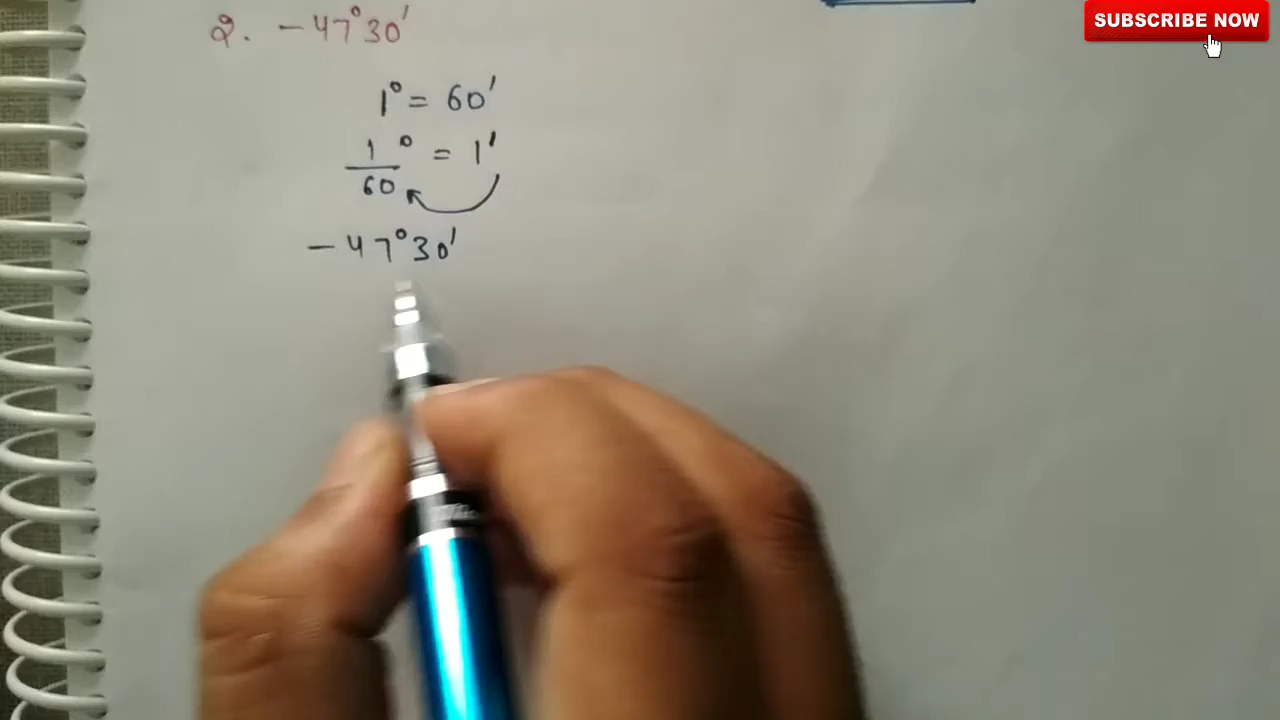 SUBSCRIBE NOW
2. -47°30'
1° = 60'
1/60° = 1'
-47°30'